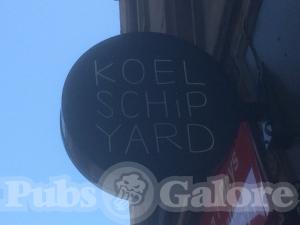 KOEL
SCHiP
YARD
Pubs Galore